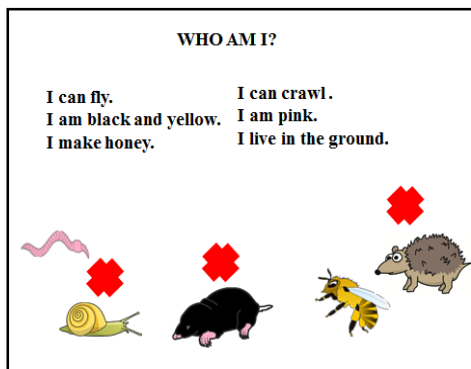 WHO AM I?
I can fly.
I am black and yellow.
I make honey.
I can crawl .
I am pink.
I live in the ground.